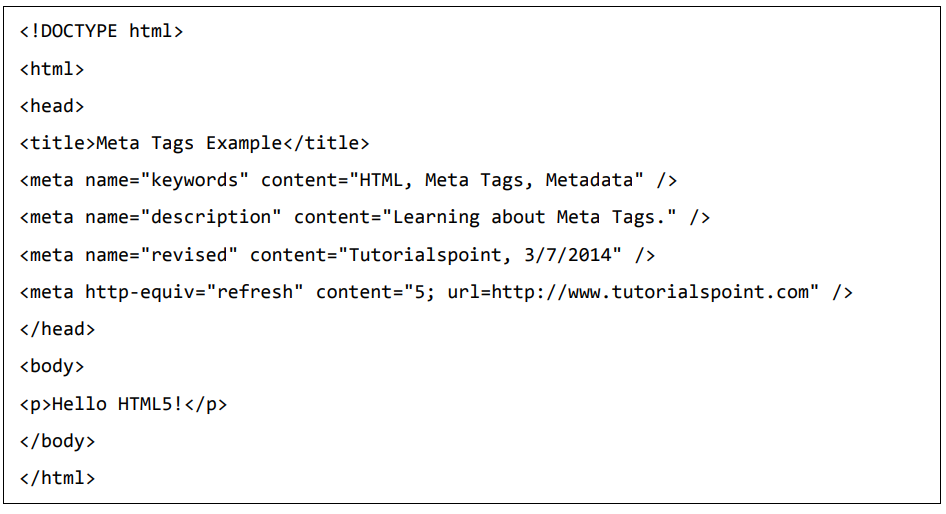 <!DOCTYPE html>
<html>
<head>
<title>Meta Tags Example</title>
<meta name="keywords" content="HTML, Meta Tags, Metadata" />
<meta name="description" content="Learning about Meta Tags." />
<meta name="revised" content="Tutorialspoint, 3/7/2014" />
<meta http-equiv="refresh" content="5; url=http://www.tutorialspoint.com" />
</head>
<body>
<p>Hello HTML5!</p>
</body>
</html>